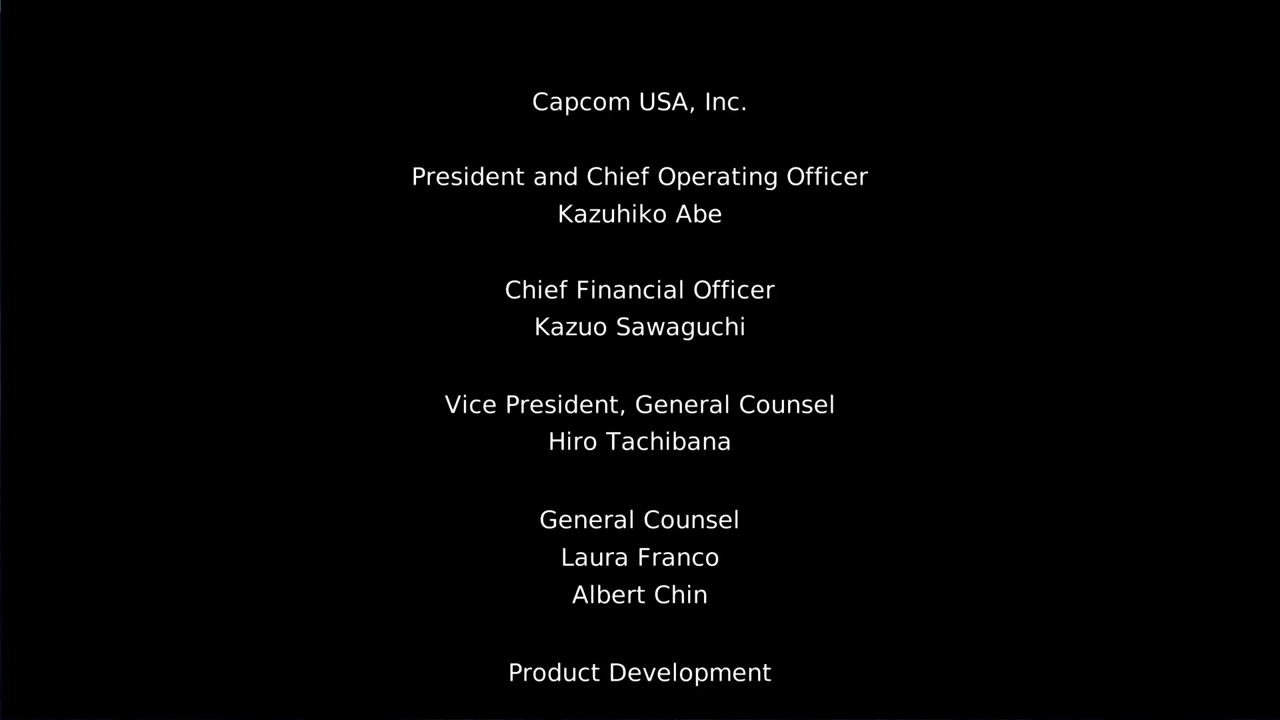 Capcom USA, Inc.
President and Chief Operating Officer
Kazuhiko Abe
Chief Financial Officer
Kazuo Sawaguchi
Vice President, General Counsel
Hiro Tachibana
General Counsel
Laura Franco
Albert Chin
Product Development